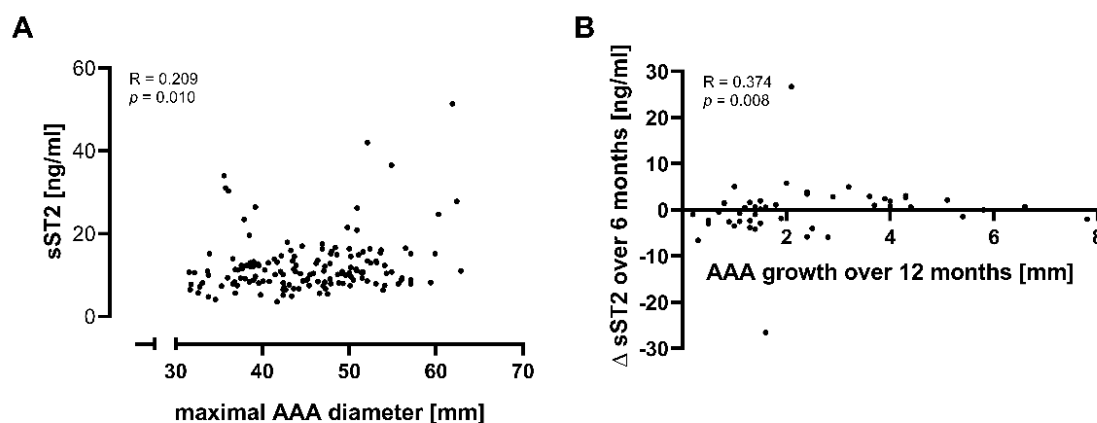 A
R = 0.209
p = 0.010
sST2 [ng/ml]
60
40
20
0
30 40 50 60 70
maximal AAA diameter [mm]
B
R = 0.374
p = 0.008
Δ sST2 over 6 months [ng/ml]
30
20
10
0
-10
-20
-30
2 4 6 8
AAA growth over 12 months [mm]